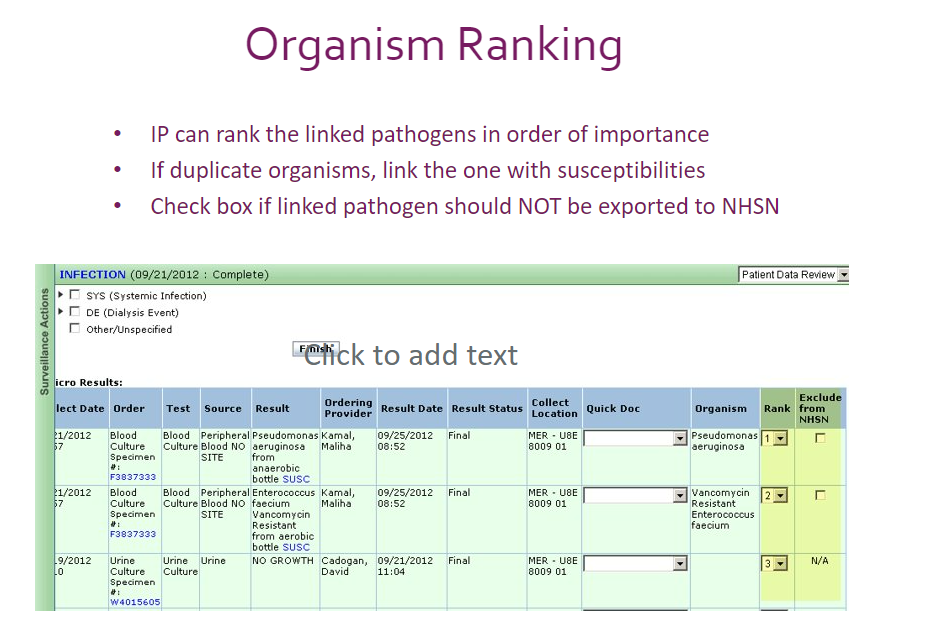 Organism Ranking
• IP can rank the linked pathogens in order of importance
• If duplicate organisms, link the one with susceptibilities
• Check box if linked pathogen should NOT be exported to NHSN
INFECTION (09/21/2012 : Complete)
Patient Data Review
Surveillance Actions
SYS (Systemic Infection)
DE (Dialysis Event)
Other/Unspecified
Finish
Click to add text
icro Results:
lect Date Order Test Source Result Ordering Provider Result Date Result Status Collect Location Quick Doc Organism Rank Exclude from NHSN
/2012 Blood Blood Peripheral Pseudomonas Kamal, 09/25/2012 Final MER - U8E Pseudomonas 1
7 Culture Culture Blood NO aeruginosa Maliha 08:52 8009 01 aeruginosa
Specimen SITE from
#: anaerobic
F3837333 bottle SUSC
/2012 Blood Blood Peripheral Enterococcus Kamal, 09/25/2012 Final MER - U8E Vancomycin 2
7 Culture Culture Blood NO faecium Maliha 08:52 8009 01 Resistant
Specimen SITE Vancomycin Enterococcus
#: Resistant faecium
F3837333 from aerobic
bottle SUSC
9/2012 Urine Urine Urine NO GROWTH Cadogan, 09/21/2012 Final MER - U8E 3 N/A
0 Culture Culture David 11:04 8009 01
Specimen
#:
W4015605